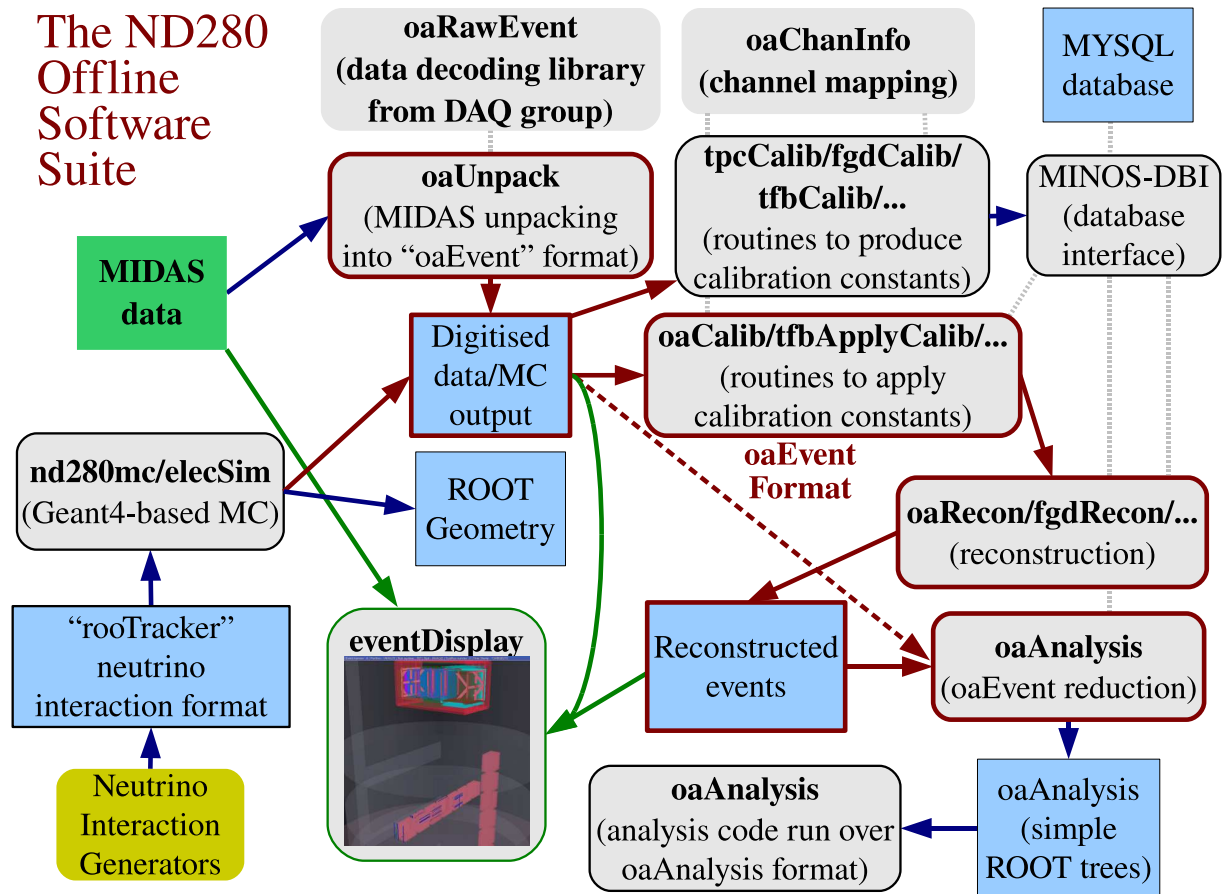 The ND280
Offline
Software
Suite
oaRawEvent
(data decoding library
from DAQ group)
oaChanInfo
(channel mapping)
MYSQL
database
oaUnpack
(MIDAS unpacking
into “oaEvent” format)
tpcCalib/fgdCalib/
tfbCalib/...
(routines to produce
calibration constants)
MINOS-DBI
(database
interface)
MIDAS
data
Digitised
data/MC
output
oaCalib/tfbApplyCalib/...
(routines to apply
calibration constants)
oaEvent
Format
nd280mc/elecSim
(Geant4-based MC)
ROOT
Geometry
oaRecon/fgdRecon/...
(reconstruction)
“rooTracker”
neutrino
interaction format
eventDisplay
Reconstructed
events
oaAnalysis
(oaEvent reduction)
Neutrino
Interaction
Generators
oaAnalysis
(analysis code run over
oaAnalysis format)
oaAnalysis
(simple
ROOT trees)